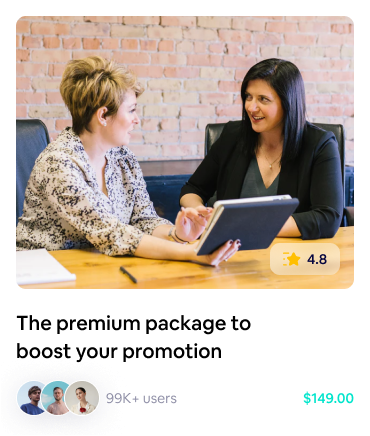 4.8
The premium package to
boost your promotion
99K+ users
$149.00